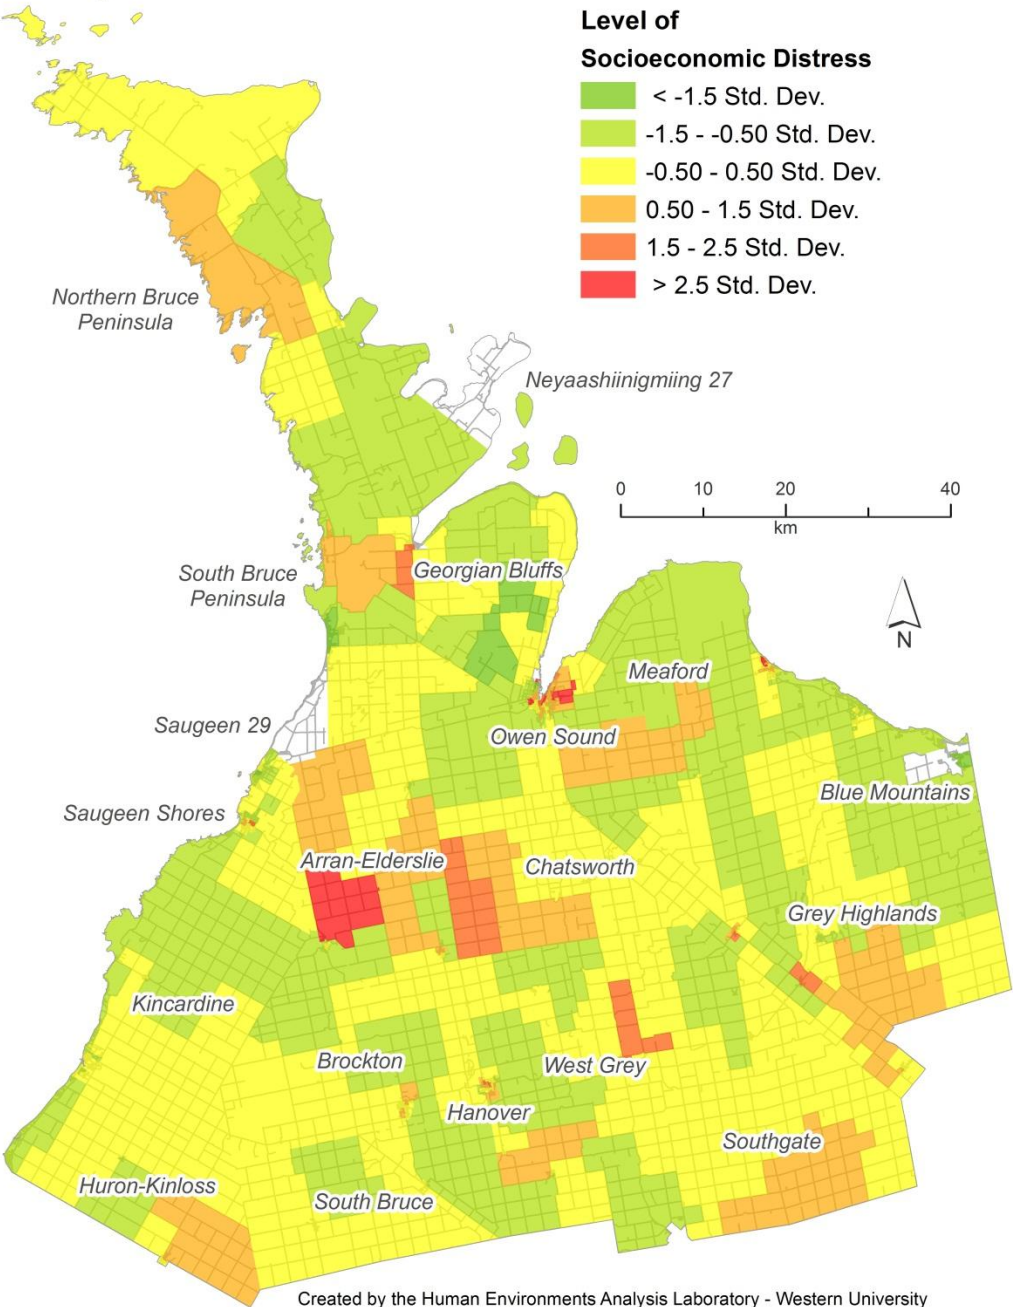 Level of
Socioeconomic Distress
< -1.5 Std. Dev.
-1.5 - -0.50 Std. Dev.
-0.50 - 0.50 Std. Dev.
0.50 - 1.5 Std. Dev.
1.5 - 2.5 Std. Dev.
> 2.5 Std. Dev.
Northern Bruce
Peninsula
Neyaashiinigmiing 27
0 10 20 40
km
South Bruce
Peninsula
Georgian Bluffs
N
Meaford
Saugeen 29
Owen Sound
Blue Mountains
Saugeen Shores
Arran-Elderslie
Chatsworth
Grey Highlands
Kincardine
Brockton
West Grey
Hanover
Southgate
Huron-Kinloss
South Bruce
Created by the Human Environments Analysis Laboratory - Western University